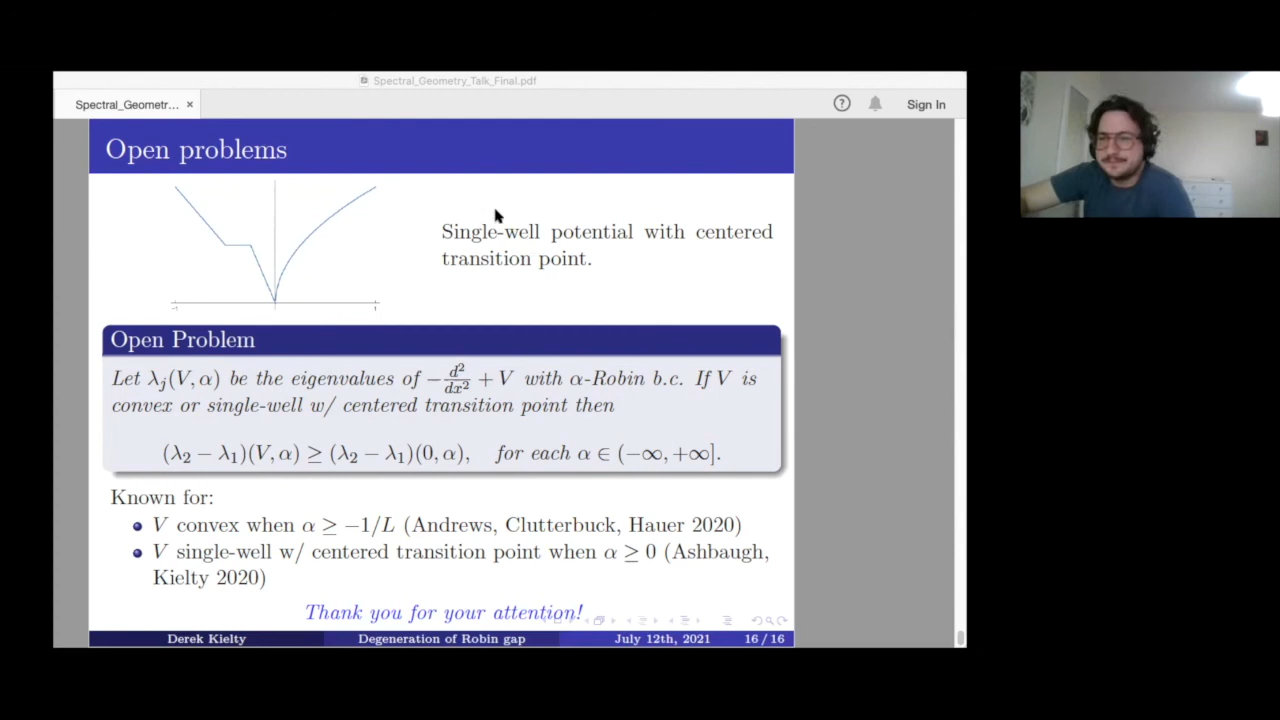 Spectral_Geometry_Talk_Final.pdf
Spectral_Geometr... ×
? Sign In
Open problems
-1 1
Single-well potential with centered
transition point.
Open Problem
Let λⱼ(V, α) be the eigenvalues of −d²/dx² + V with α-Robin b.c. If V is
convex or single-well w/ centered transition point then
(λ₂ − λ₁)(V, α) ≥ (λ₂ − λ₁)(0, α), for each α ∈ (−∞, +∞].
Known for:
• V convex when α ≥ −1/L (Andrews, Clutterbuck, Hauer 2020)
• V single-well w/ centered transition point when α ≥ 0 (Ashbaugh,
Kielty 2020)
Thank you for your attention!
Derek Kielty Degeneration of Robin gap July 12th, 2021 16 / 16